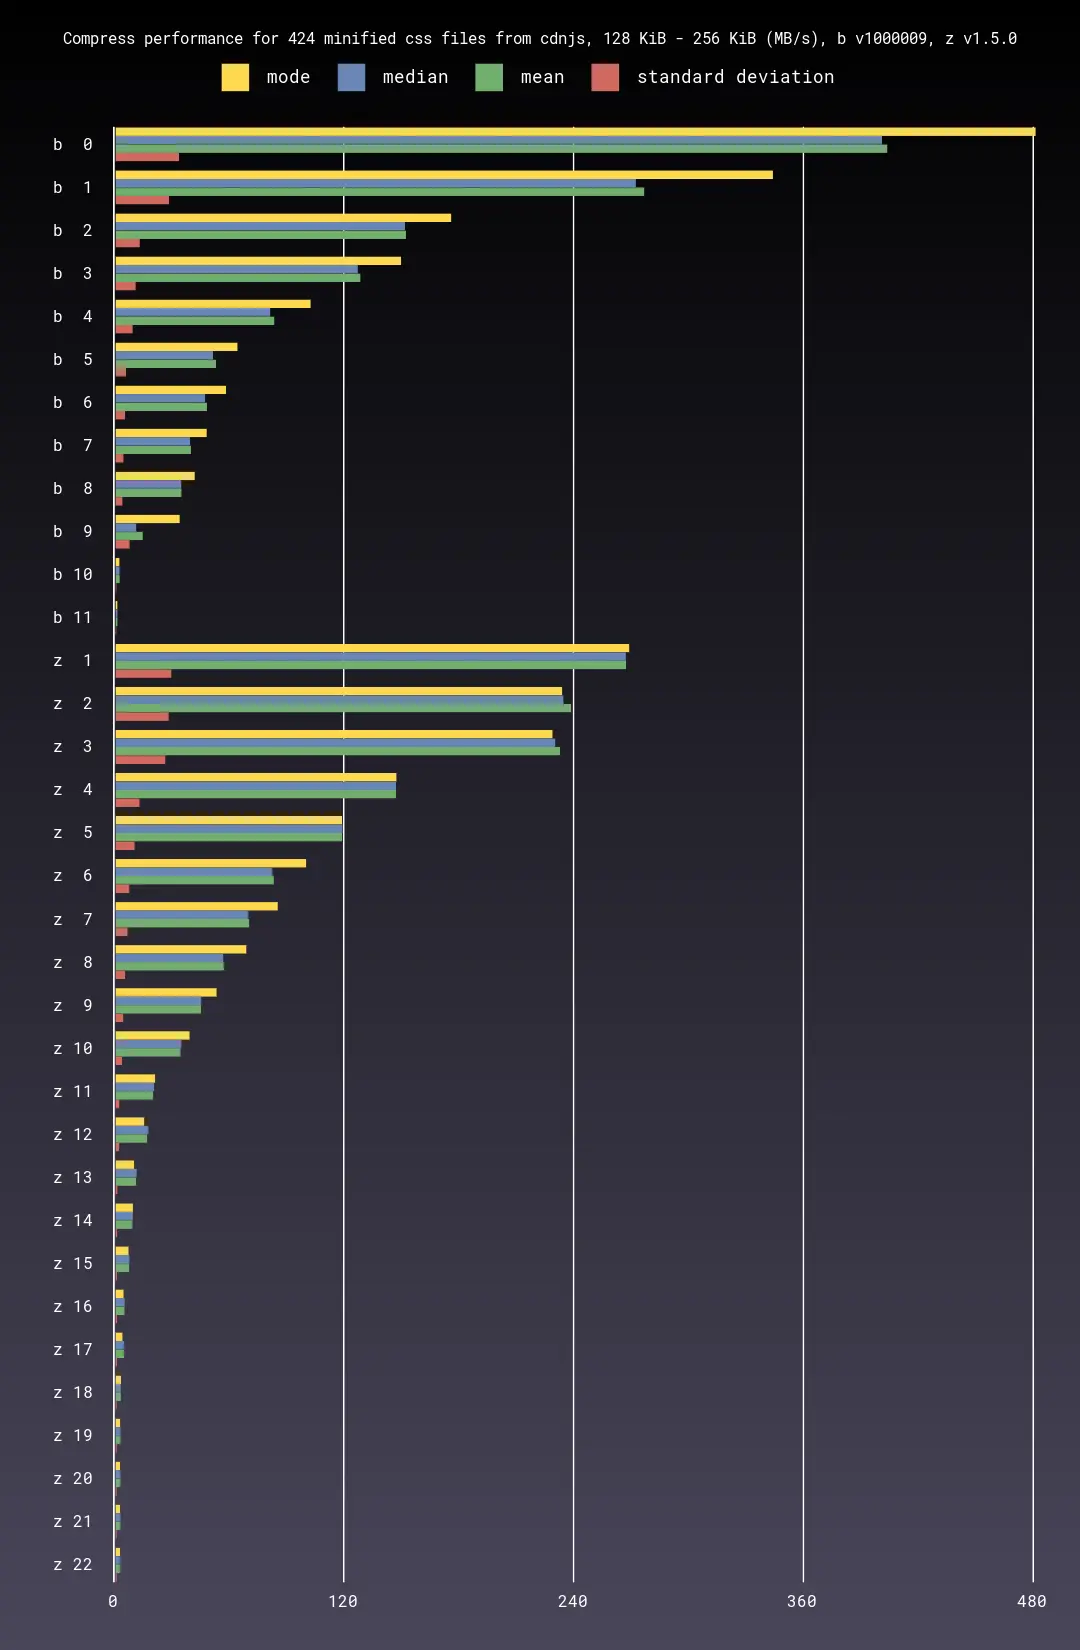 Compress performance for 424 minified css files from cdnjs, 128 KiB - 256 KiB (MB/s), b v1000009, z v1.5.0
mode median mean standard deviation
b 0
b 1
b 2
b 3
b 4
b 5
b 6
b 7
b 8
b 9
b 10
b 11
z 1
z 2
z 3
z 4
z 5
z 6
z 7
z 8
z 9
z 10
z 11
z 12
z 13
z 14
z 15
z 16
z 17
z 18
z 19
z 20
z 21
z 22
0 120 240 360 480